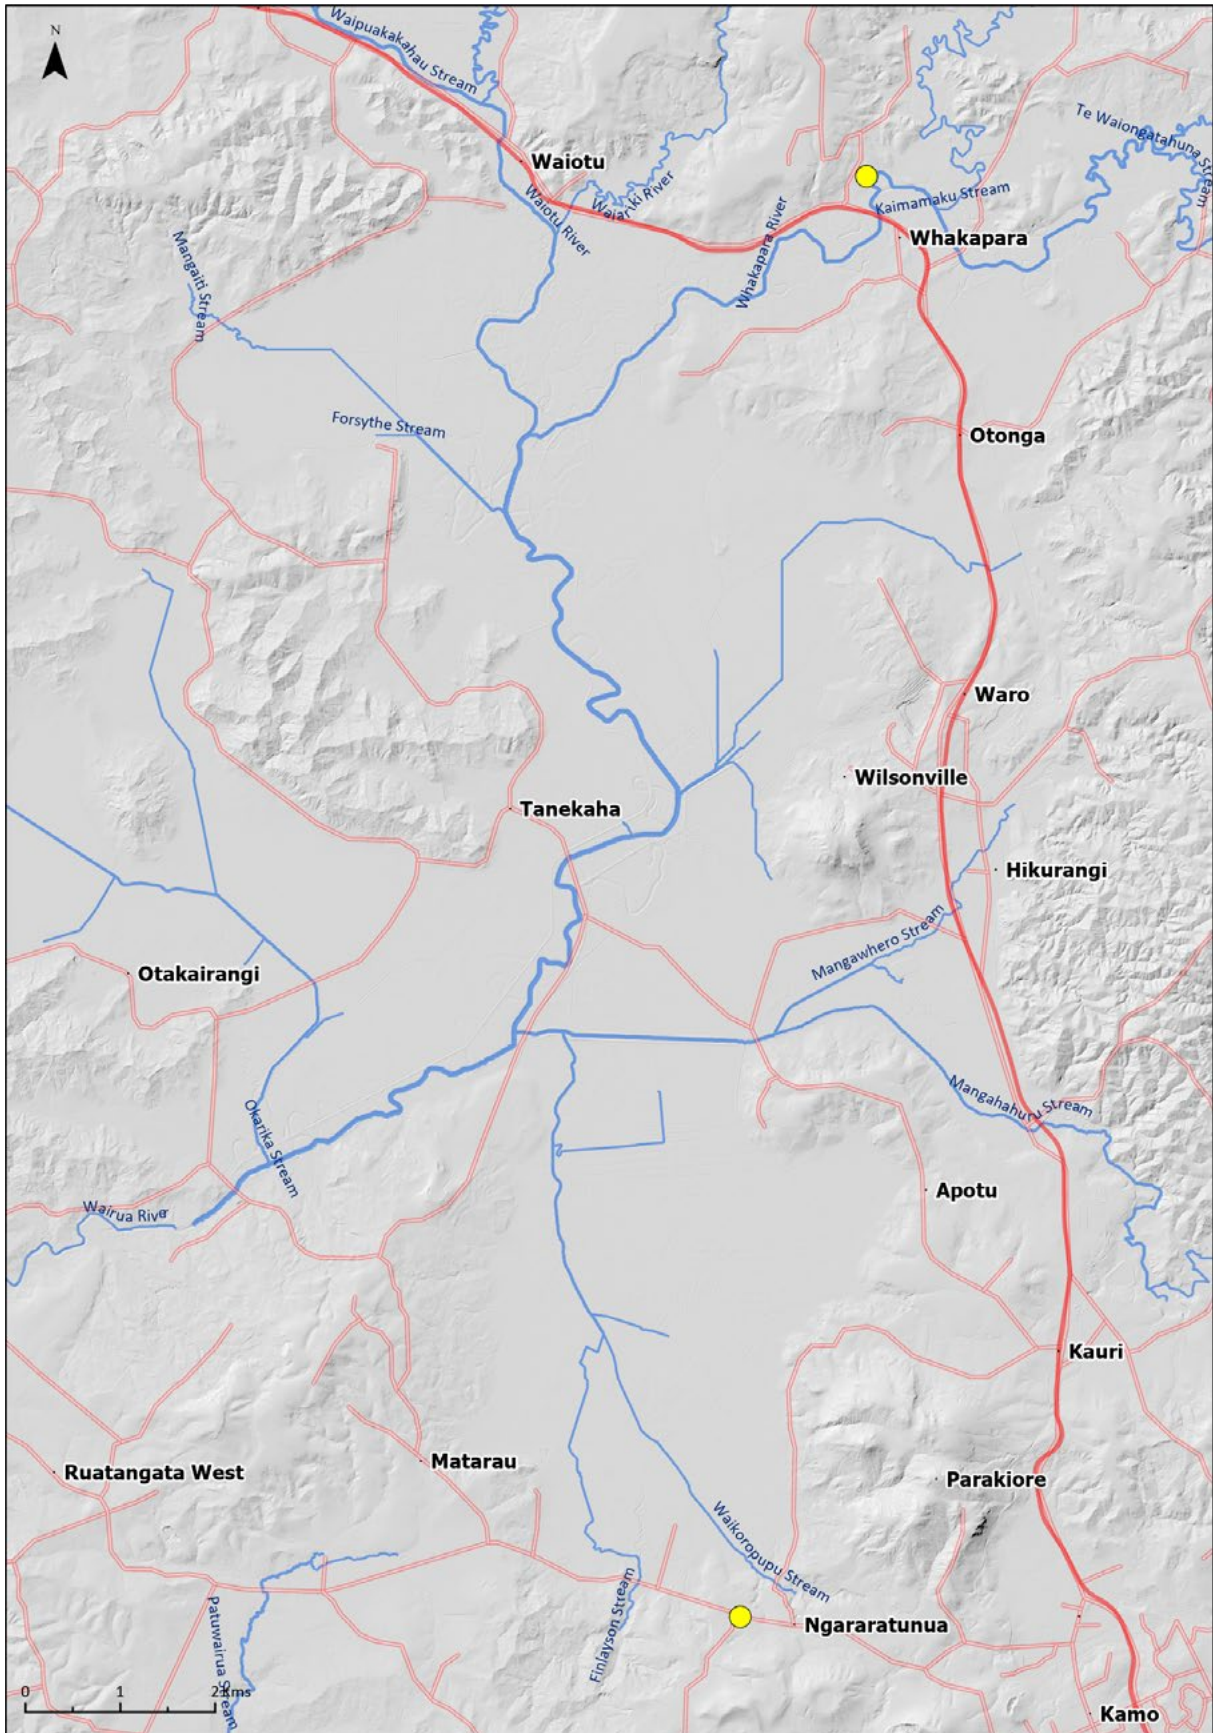 N
Waipuakakahau Stream
Te Waiongatahuna Stream
Waiotu
Waiariki River
Waiotu River
Kaimamaku Stream
Whakapara River
Whakapara
Mangaiti Stream
Forsythe Stream
Otonga
Waro
Wilsonville
Tanekaha
Hikurangi
Mangawhero Stream
Otakairangi
Mangahahuru Stream
Okarika Stream
Apotu
Wairua River
Kauri
Matarau
Ruatangata West
Parakiore
Waikoropupu Stream
Finlayson Stream
Patuwairua Stream
Ngararatunua
0 1 2 Kms
Kamo